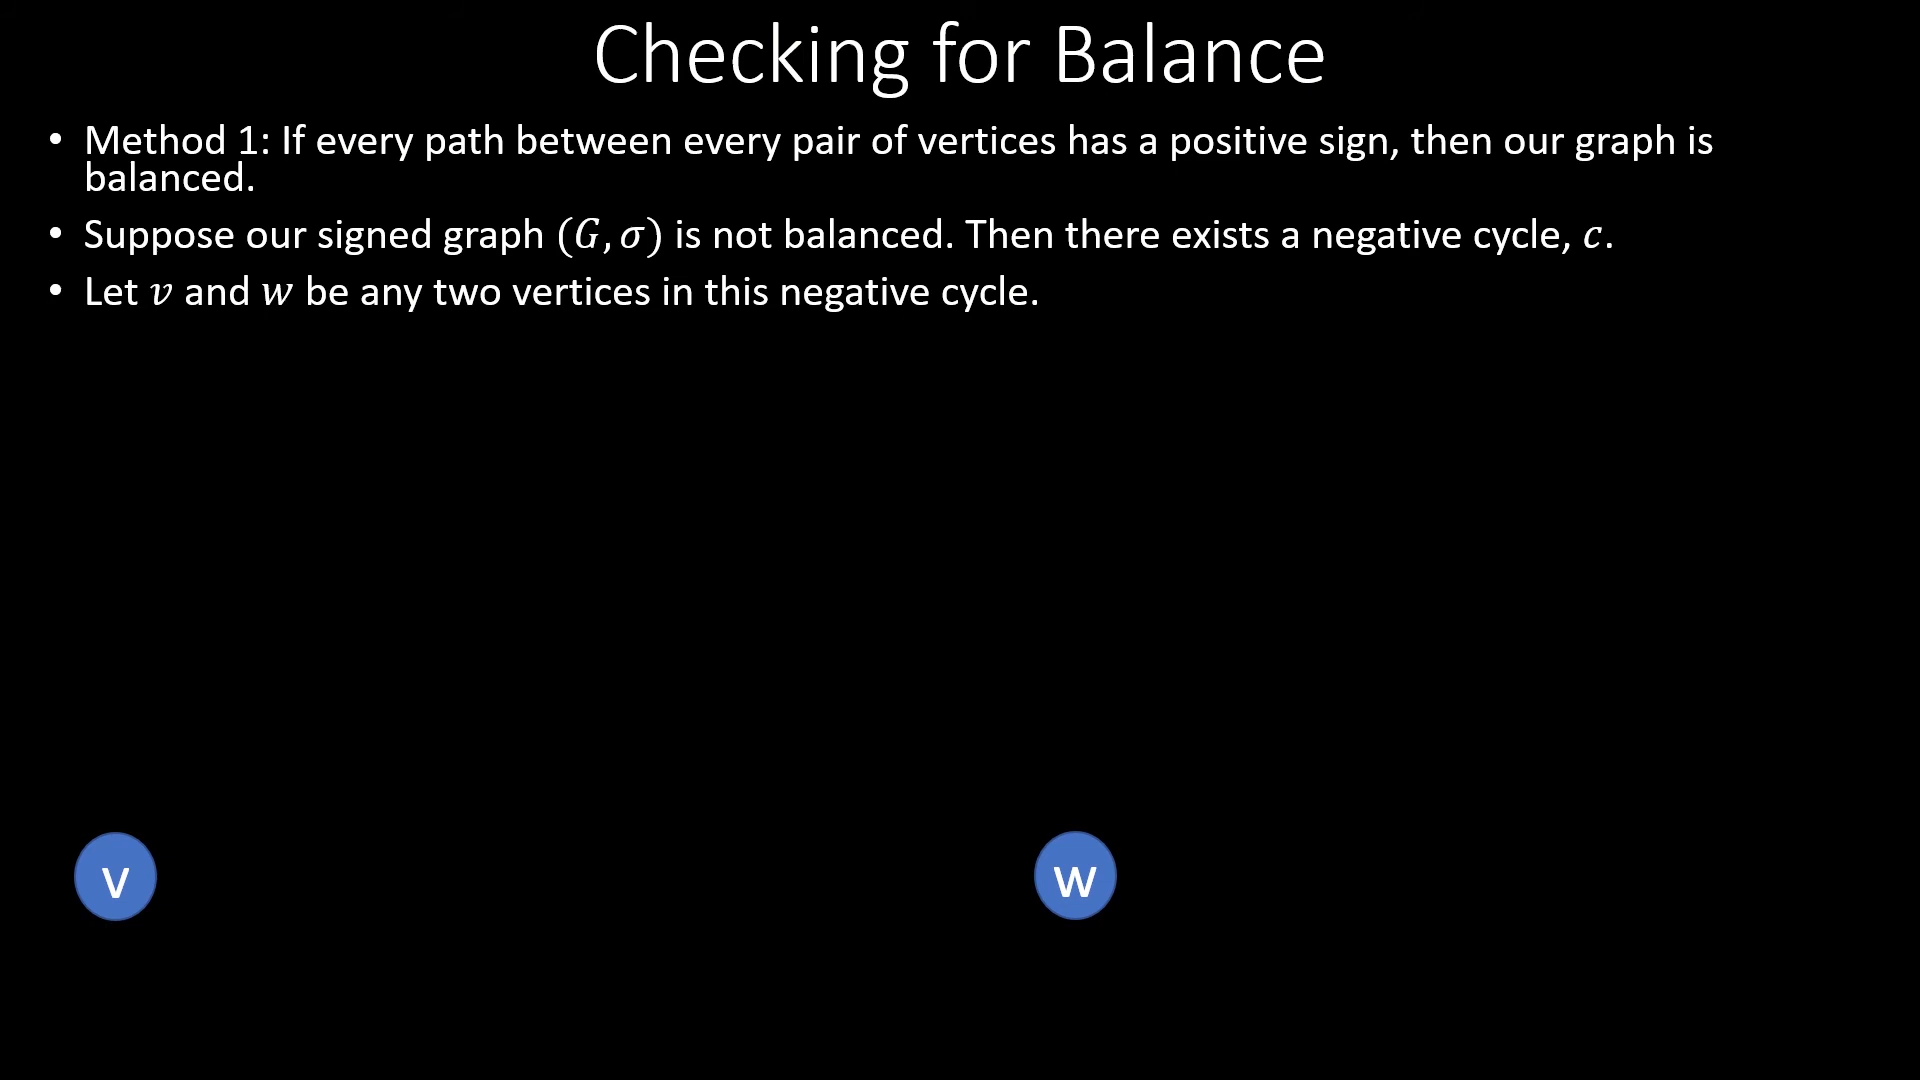 Checking for Balance
• Method 1: If every path between every pair of vertices has a positive sign, then our graph is
balanced.
• Suppose our signed graph (𝐺, 𝜎) is not balanced. Then there exists a negative cycle, 𝑐.
• Let 𝑣 and 𝑤 be any two vertices in this negative cycle.
v
w